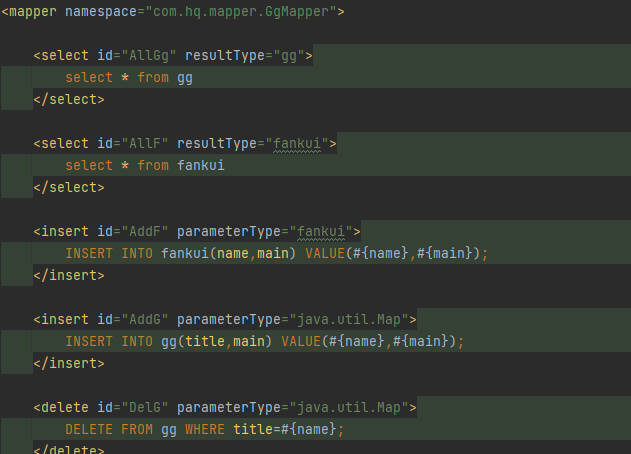 <mapper namespace="com.hq.mapper.GgMapper">
<select id="AllGg" resultType="gg">
select * from gg
</select>
<select id="AllF" resultType="fankui">
select * from fankui
</select>
<insert id="AddF" parameterType="fankui">
INSERT INTO fankui(name,main) VALUE(#{name},#{main});
</insert>
<insert id="AddG" parameterType="java.util.Map">
INSERT INTO gg(title,main) VALUE(#{name},#{main});
</insert>
<delete id="DelG" parameterType="java.util.Map">
DELETE FROM gg WHERE title=#{name};
</delete>